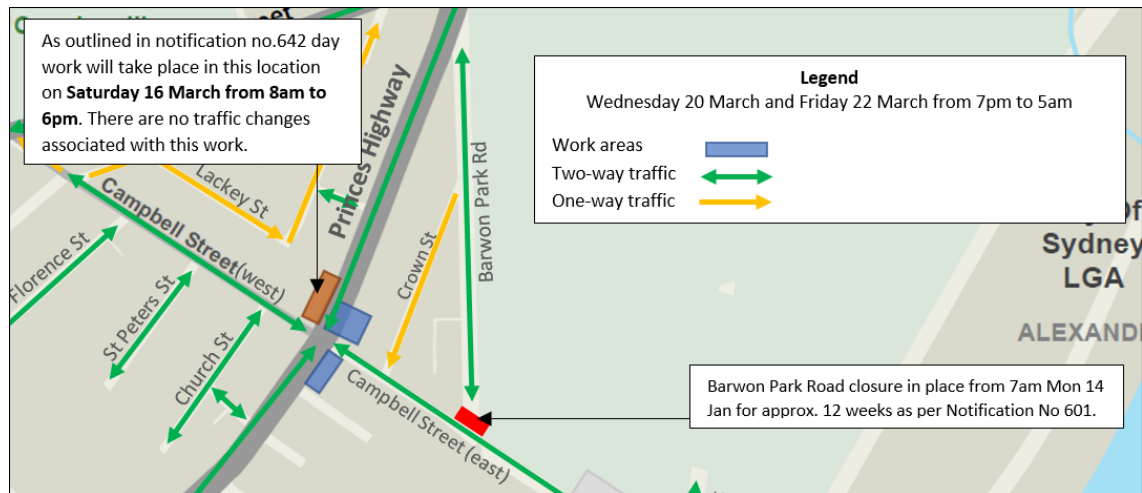 As outlined in notification no.642 day
work will take place in this location
on Saturday 16 March from 8am to
6pm. There are no traffic changes
associated with this work.
Legend
Wednesday 20 March and Friday 22 March from 7pm to 5am
Work areas
Two-way traffic
One-way traffic
Princes Highway
Barwon Park Rd
Lackey St
Crown St
Campbell Street(west)
Florence St
St Peters St
Church St
Campbell Street(east)
Sydney
LGA
Barwon Park Road closure in place from 7am Mon 14
Jan for approx. 12 weeks as per Notification No 601.